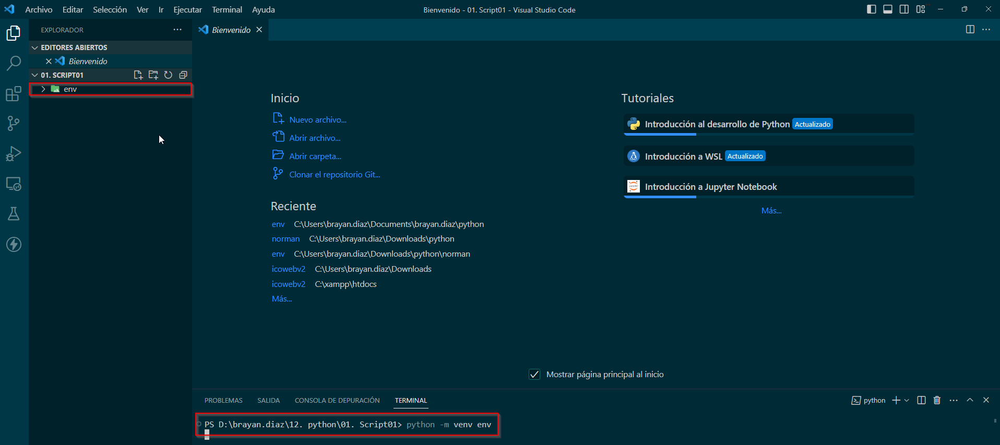 Archivo Editar Selección Ver Ir Ejecutar Terminal Ayuda
Bienvenido - 01. Script01 - Visual Studio Code
EXPLORADOR
Bienvenido
EDITORES ABIERTOS
Bienvenido
01. SCRIPT01
env
Inicio
Nuevo archivo...
Abrir archivo...
Abrir carpeta...
Clonar el repositorio Git...
Reciente
env C:\Users\brayan.diaz\Documents\brayan.diaz\python
norman C:\Users\brayan.diaz\Downloads\python
env C:\Users\brayan.diaz\Downloads\python\norman
icowebv2 C:\Users\brayan.diaz\Downloads
icowebv2 C:\xampp\htdocs
Más...
Tutoriales
Introducción al desarrollo de Python Actualizado
Introducción a WSL Actualizado
Introducción a Jupyter Notebook
Más...
Mostrar página principal al inicio
PROBLEMAS SALIDA CONSOLA DE DEPURACIÓN TERMINAL
python
PS D:\brayan.diaz\12. python\01. Script01> python -m venv env